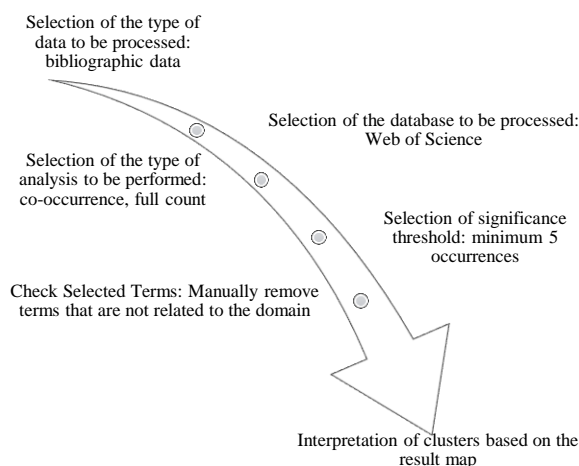 Selection of the type of
data to be processed:
bibliographic data
Selection of the database to be processed:
Web of Science
Selection of the type of
analysis to be performed:
co-occurrence, full count
Selection of significance
threshold: minimum 5
occurrences
Check Selected Terms: Manually remove
terms that are not related to the domain
Interpretation of clusters based on the
result map